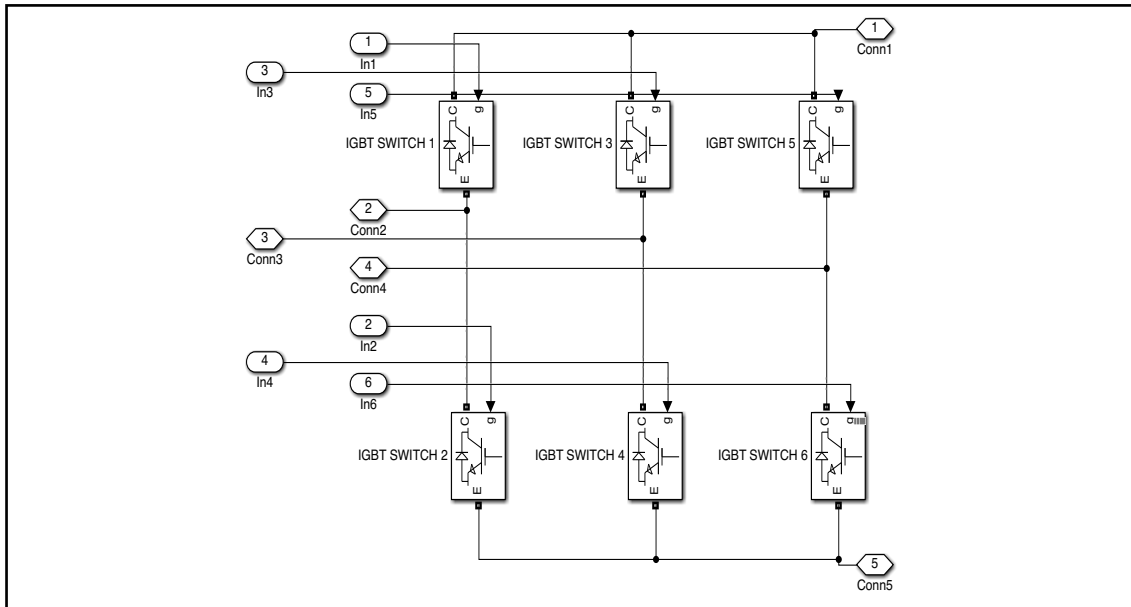 1
Conn1
1
In1
3
In3
5
In5
C
g
IGBT SWITCH 1
E
C
g
IGBT SWITCH 3
E
C
g
IGBT SWITCH 5
E
2
Conn2
3
Conn3
4
Conn4
2
In2
4
In4
6
In6
C
g
IGBT SWITCH 2
E
C
g
IGBT SWITCH 4
E
C
g
IGBT SWITCH 6
E
5
Conn5